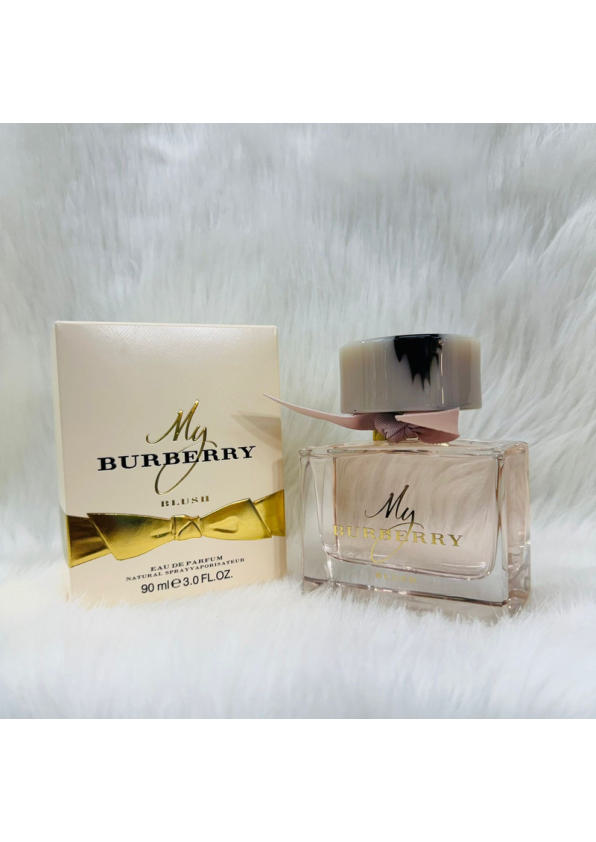 My
BURBERRY
BLUSH
EAU DE PARFUM
NATURAL SPRAY VAPORISATEUR
90 ml e 3.0 FL.OZ.
My
BURBERRY